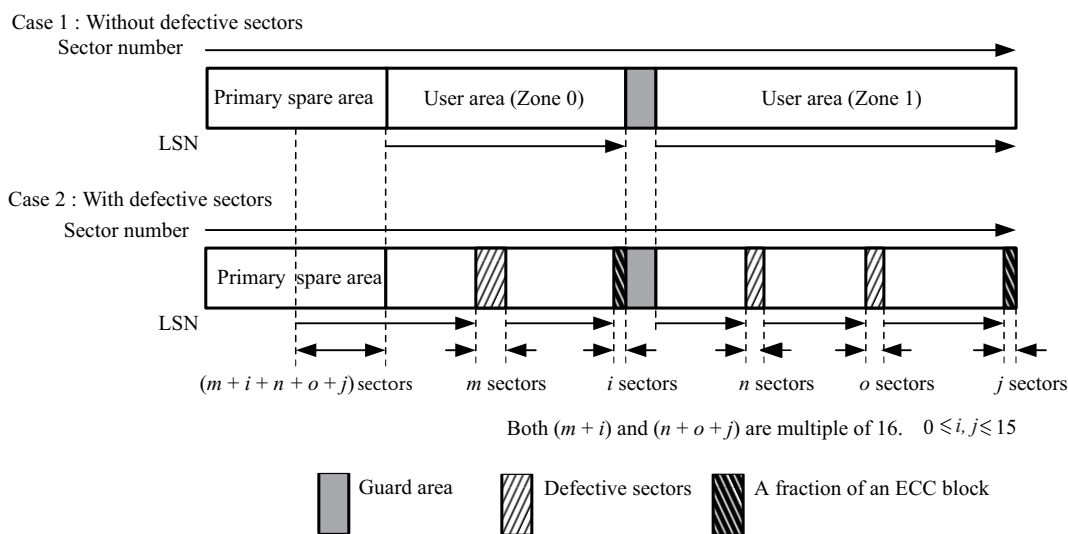 Case 1 : Without defective sectors
Sector number
Primary spare area
User area (Zone 0)
User area (Zone 1)
LSN
Case 2 : With defective sectors
Sector number
Primary spare area
LSN
(m + i + n + o + j) sectors
m sectors
i sectors
n sectors
o sectors
j sectors
Both (m + i) and (n + o + j) are multiple of 16. 0 ⩽ i, j ⩽ 15
Guard area
Defective sectors
A fraction of an ECC block